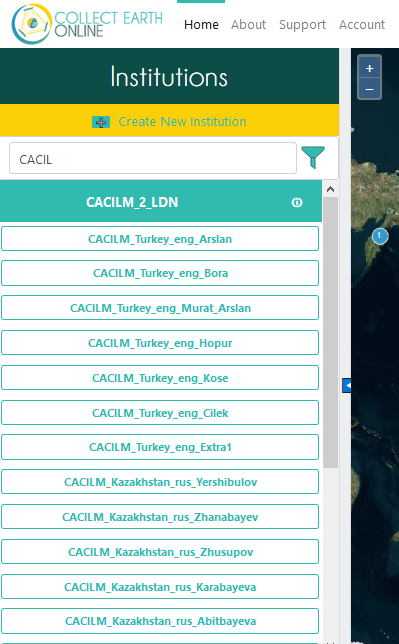 COLLECT EARTH
ONLINE
Home About Support Account
Institutions
Create New Institution
CACIL
CACILM_2_LDN
CACILM_Turkey_eng_Arslan
CACILM_Turkey_eng_Bora
CACILM_Turkey_eng_Murat_Arslan
CACILM_Turkey_eng_Hopur
CACILM_Turkey_eng_Kose
CACILM_Turkey_eng_Cilek
CACILM_Turkey_eng_Extra1
CACILM_Kazakhstan_rus_Yershibulov
CACILM_Kazakhstan_rus_Zhanabayev
CACILM_Kazakhstan_rus_Zhusupov
CACILM_Kazakhstan_rus_Karabayeva
CACILM_Kazakhstan_rus_Abitbayeva
+
–
1